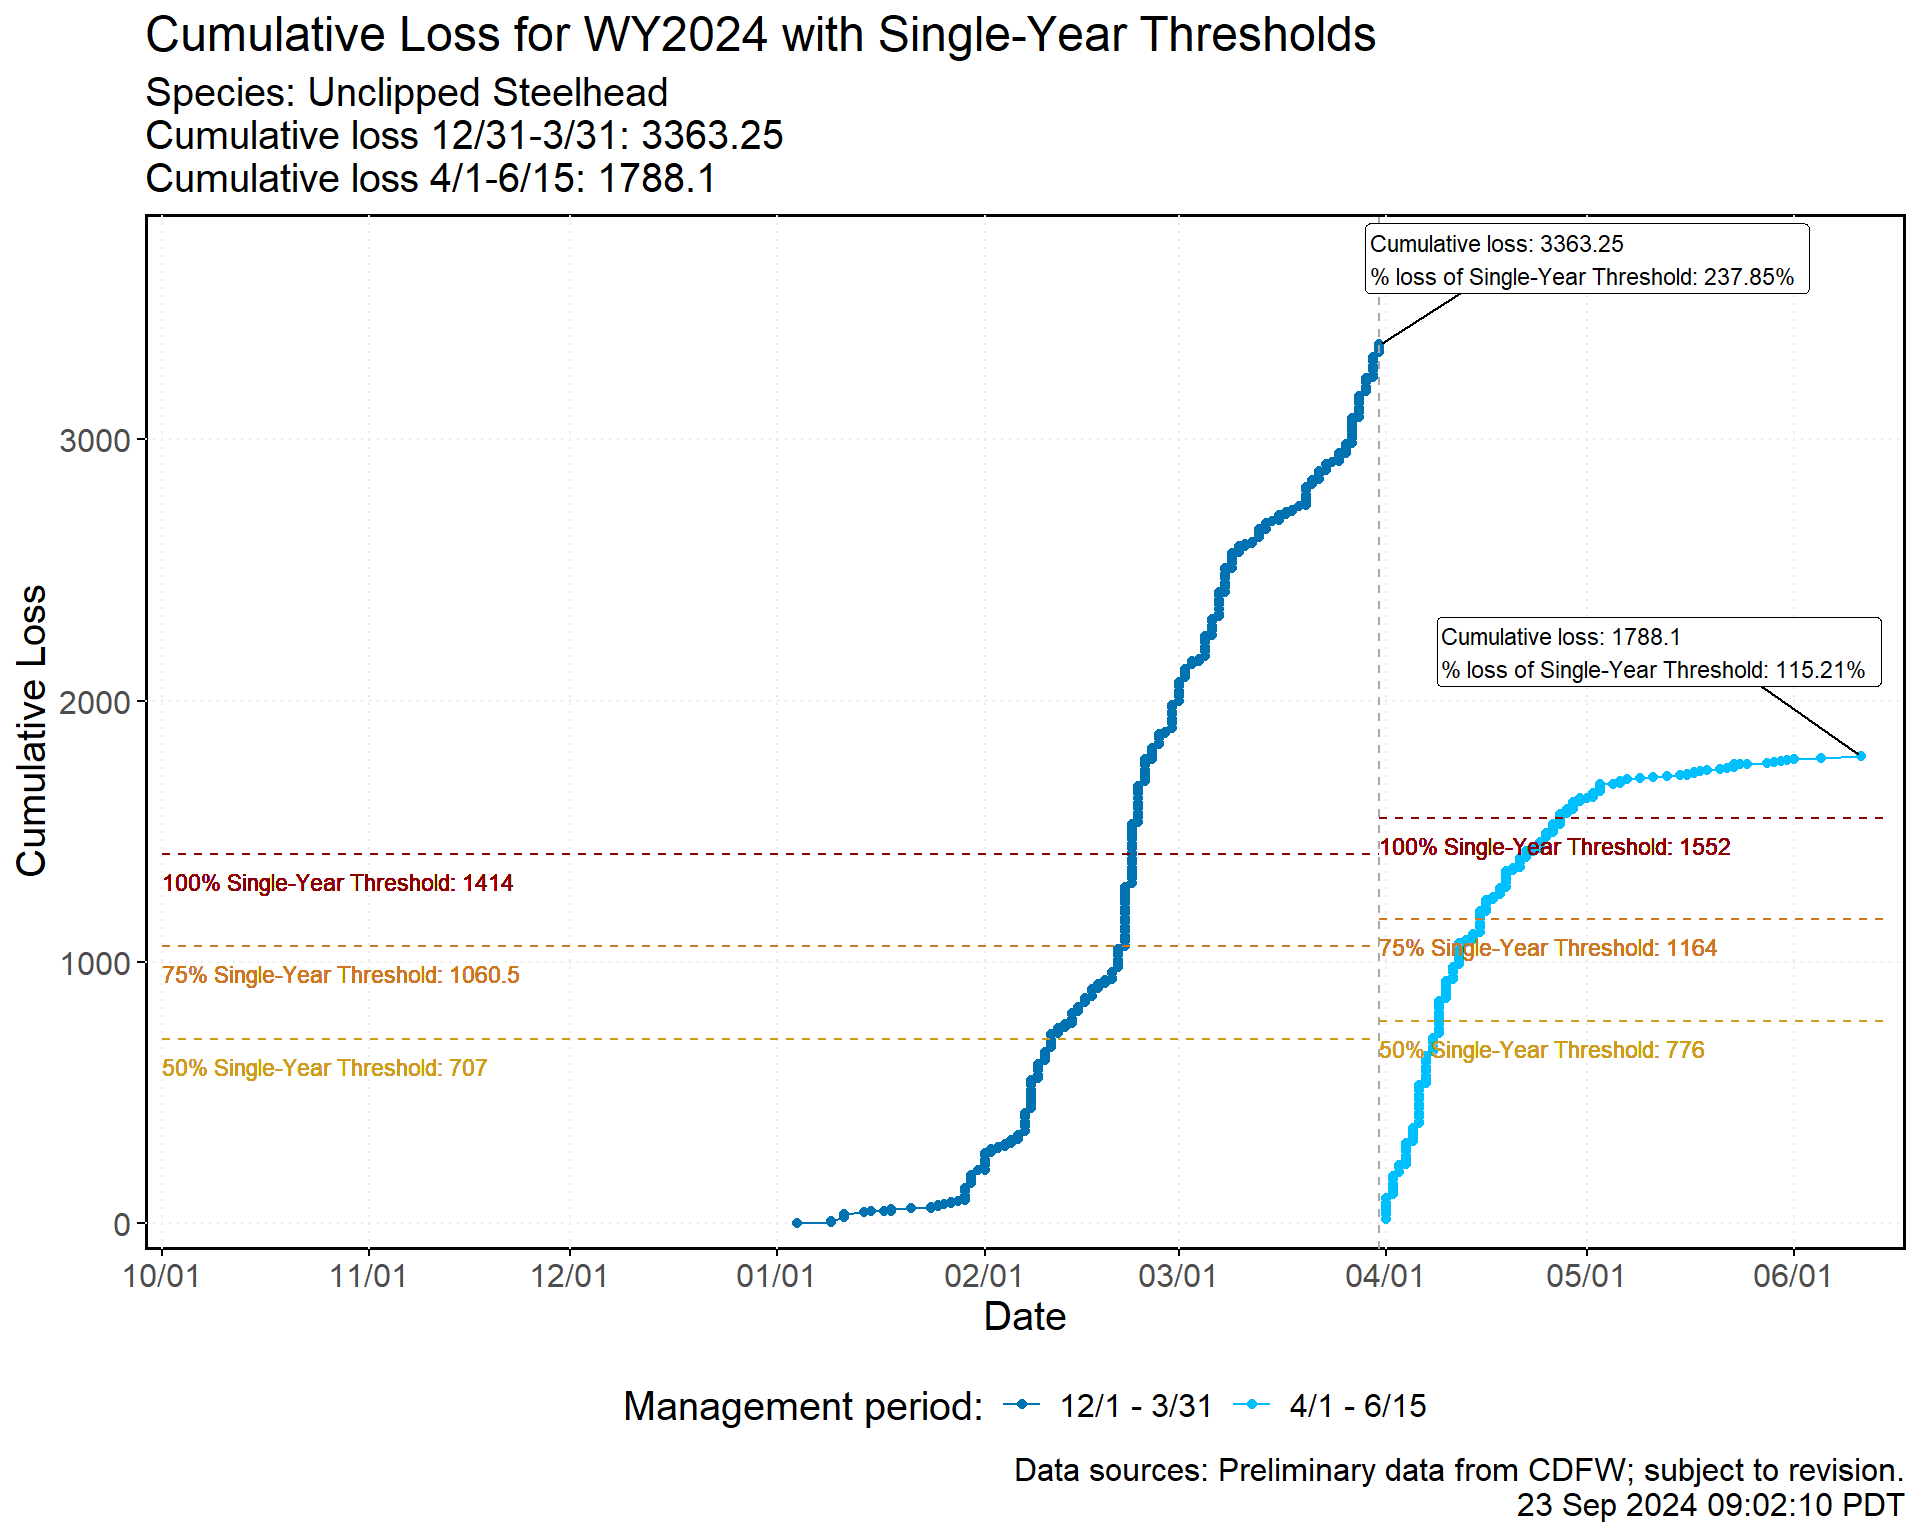 Cumulative Loss for WY2024 with Single-Year Thresholds
Species: Unclipped Steelhead
Cumulative loss 12/31-3/31: 3363.25
Cumulative loss 4/1-6/15: 1788.1
Cumulative loss: 3363.25
% loss of Single-Year Threshold: 237.85%
Cumulative loss: 1788.1
% loss of Single-Year Threshold: 115.21%
100% Single-Year Threshold: 1414
75% Single-Year Threshold: 1060.5
50% Single-Year Threshold: 707
100% Single-Year Threshold: 1552
75% Single-Year Threshold: 1164
50% Single-Year Threshold: 776
Cumulative Loss
3000
2000
1000
0
10/01 11/01 12/01 01/01 02/01 03/01 04/01 05/01 06/01
Date
Management period: 12/1 - 3/31 4/1 - 6/15
Data sources: Preliminary data from CDFW; subject to revision.
23 Sep 2024 09:02:10 PDT